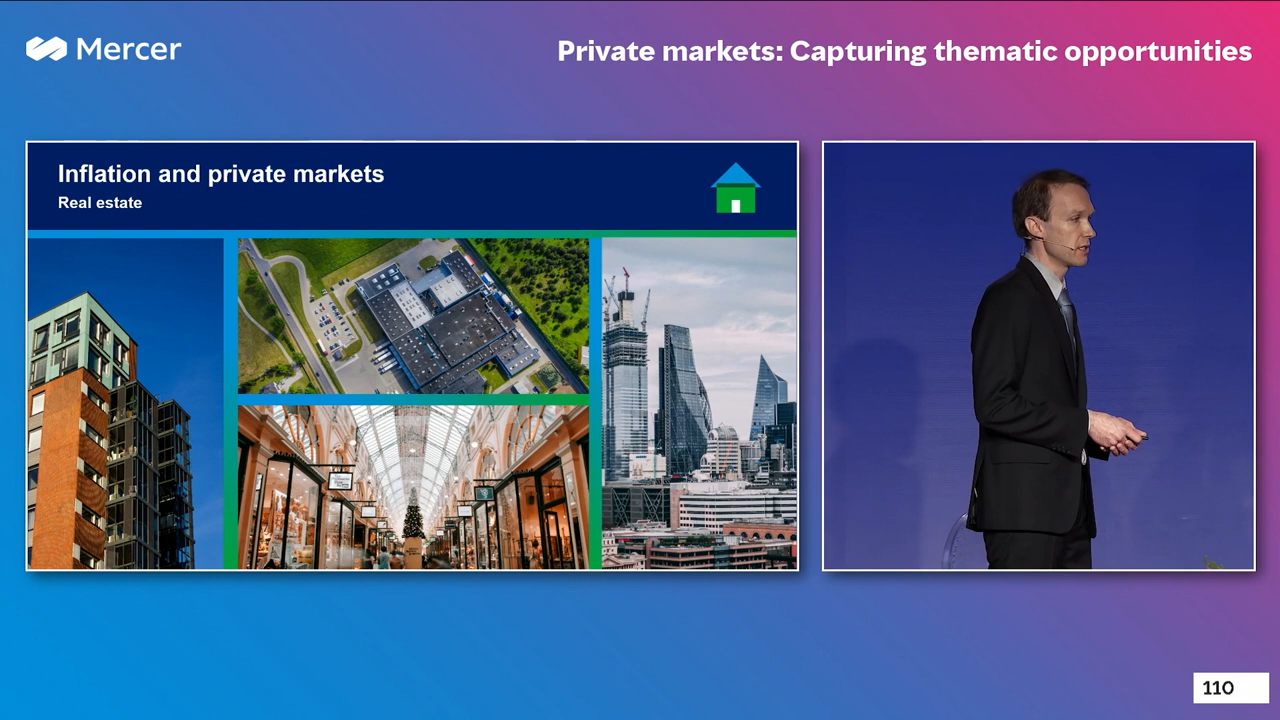 Mercer
Private markets: Capturing thematic opportunities
Inflation and private markets
Real estate
110